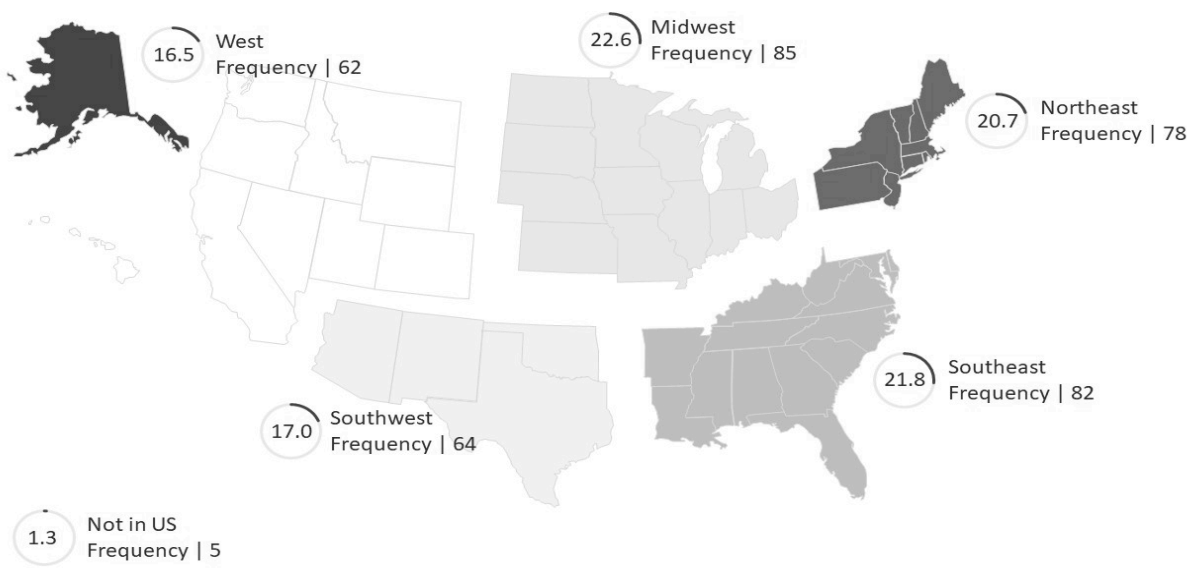 16.5
West
Frequency | 62
22.6
Midwest
Frequency | 85
20.7
Northeast
Frequency | 78
21.8
Southeast
Frequency | 82
17.0
Southwest
Frequency | 64
1.3
Not in US
Frequency | 5